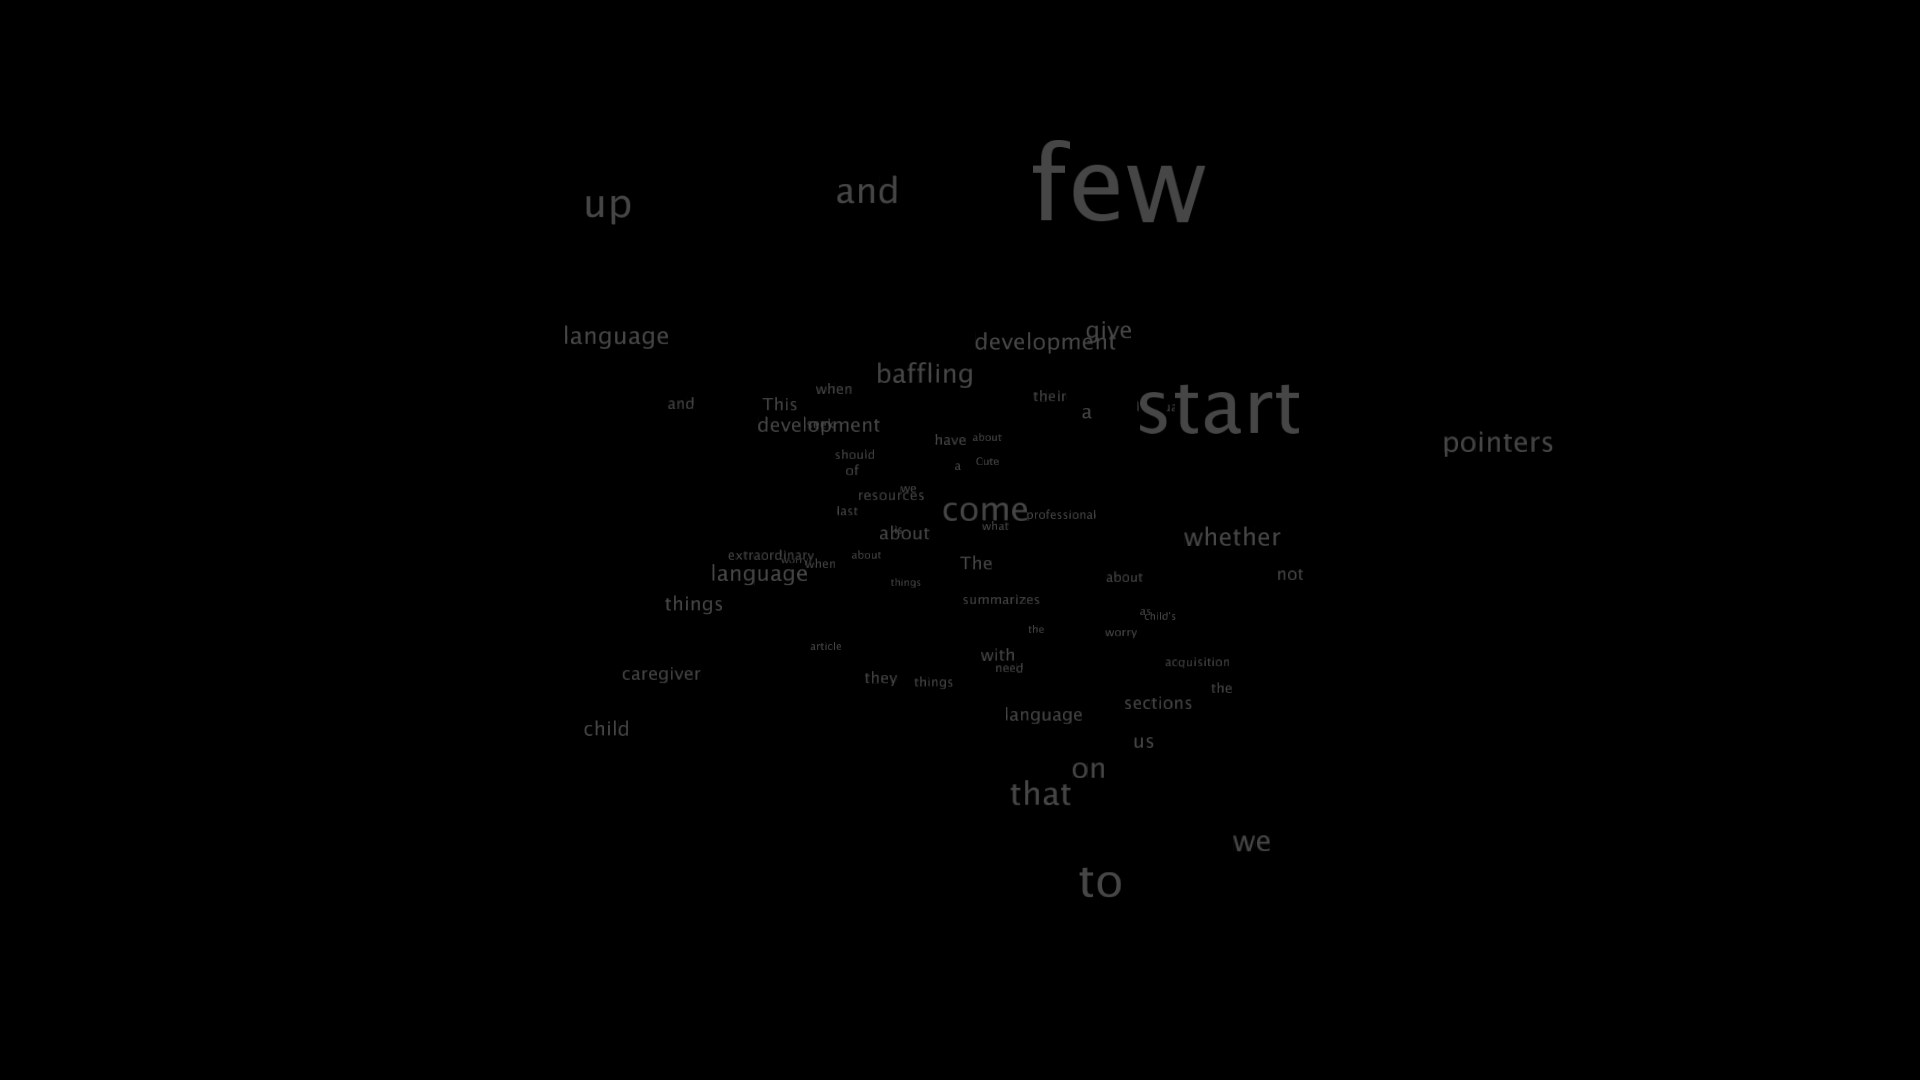 few
up
and
give
language
development
baffling
when
their
and
This
a
start
development
have
about
pointers
should
a
Cute
of
we
resources
last
come
professional
what
about
whether
extraordinary
about
when
The
language
not
about
things
summarizes
things
as
child's
the
worry
article
with
acquisition
need
caregiver
they
things
the
sections
language
child
us
on
that
we
to